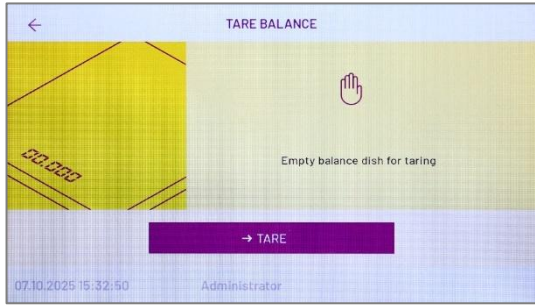 TARE BALANCE
00.000
Empty balance dish for taring
→ TARE
07.10.2025 15:32:50 Administrator